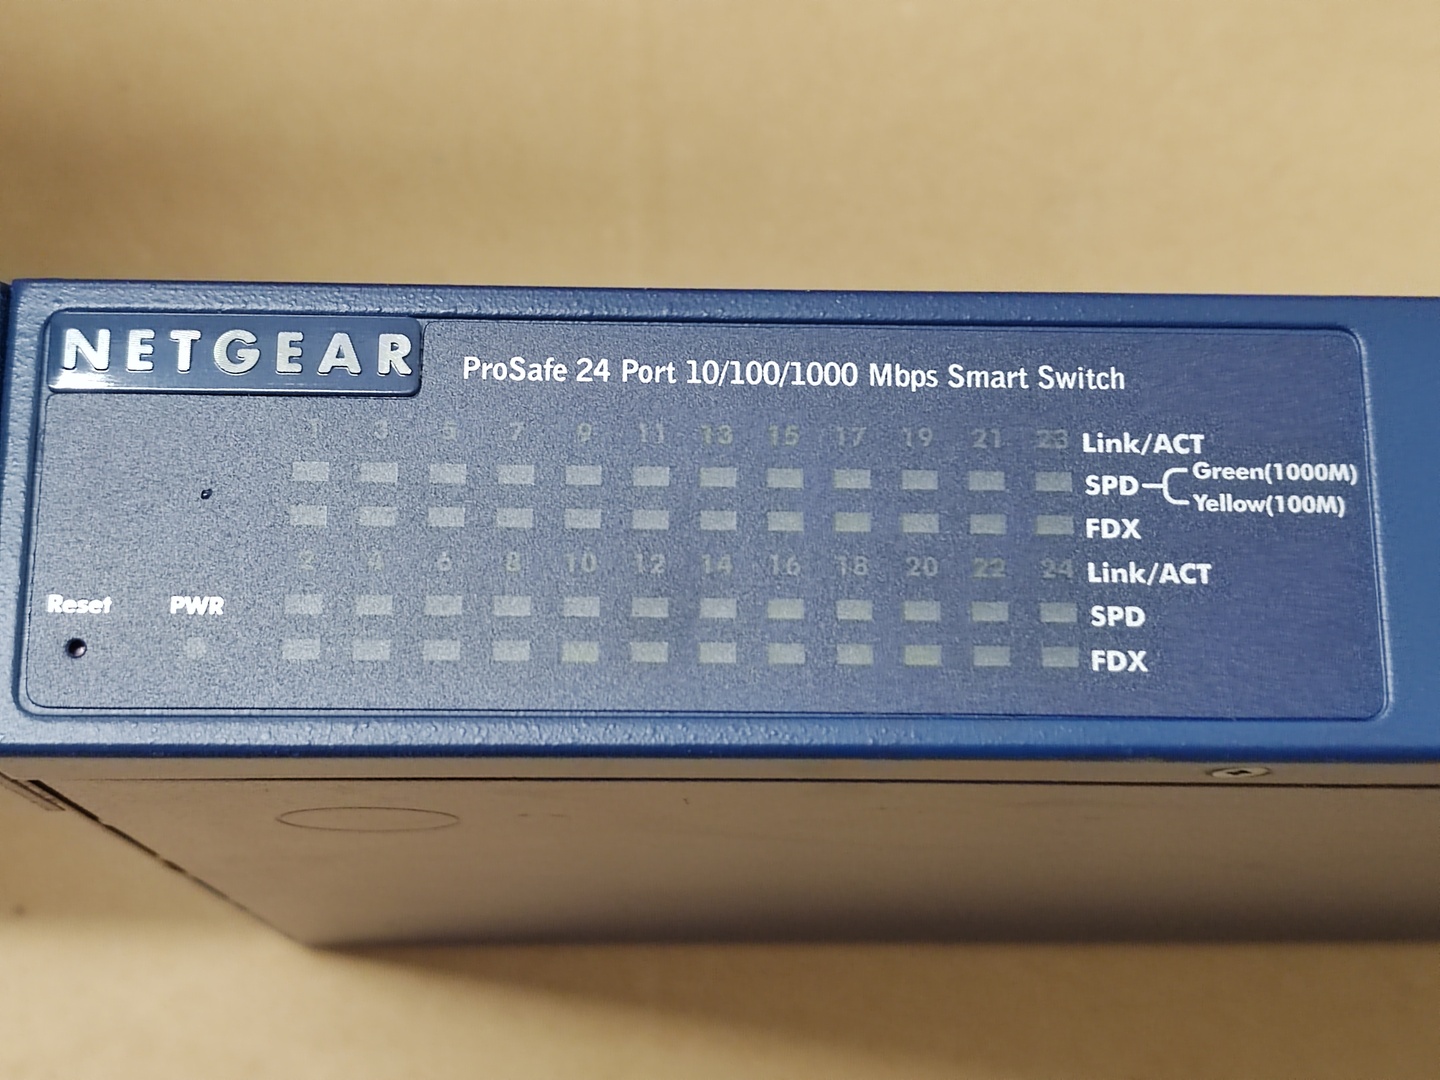 NETGEAR
ProSafe 24 Port 10/100/1000 Mbps Smart Switch
1 3 5 7 9 11 13 15 17 19 21 23 Link/ACT
SPD Green(1000M)
Yellow(100M)
FDX
2 4 6 8 10 12 14 16 18 20 22 24 Link/ACT
Reset PWR SPD
FDX